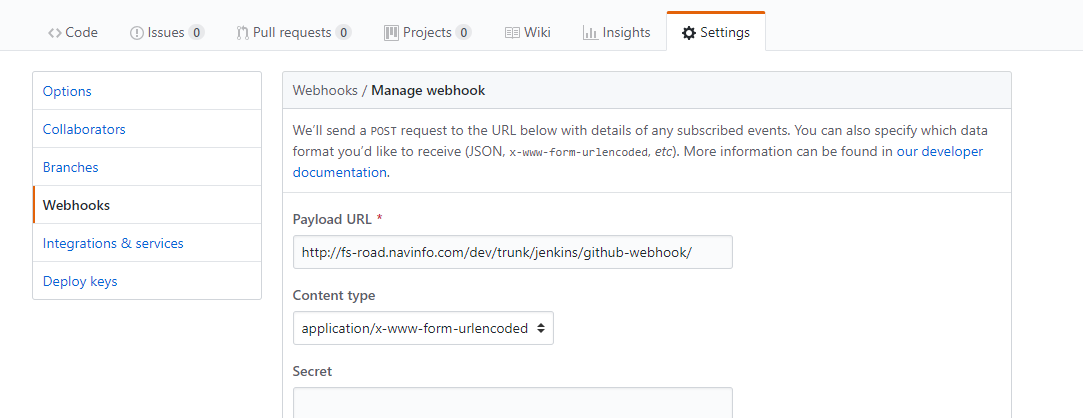 Code Issues 0 Pull requests 0 Projects 0 Wiki Insights Settings
Options
Collaborators
Branches
Webhooks
Integrations & services
Deploy keys
Webhooks / Manage webhook
We’ll send a POST request to the URL below with details of any subscribed events. You can also specify which data
format you’d like to receive (JSON, x-www-form-urlencoded, etc). More information can be found in our developer
documentation.
Payload URL *
http://fs-road.navinfo.com/dev/trunk/jenkins/github-webhook/
Content type
application/x-www-form-urlencoded
Secret